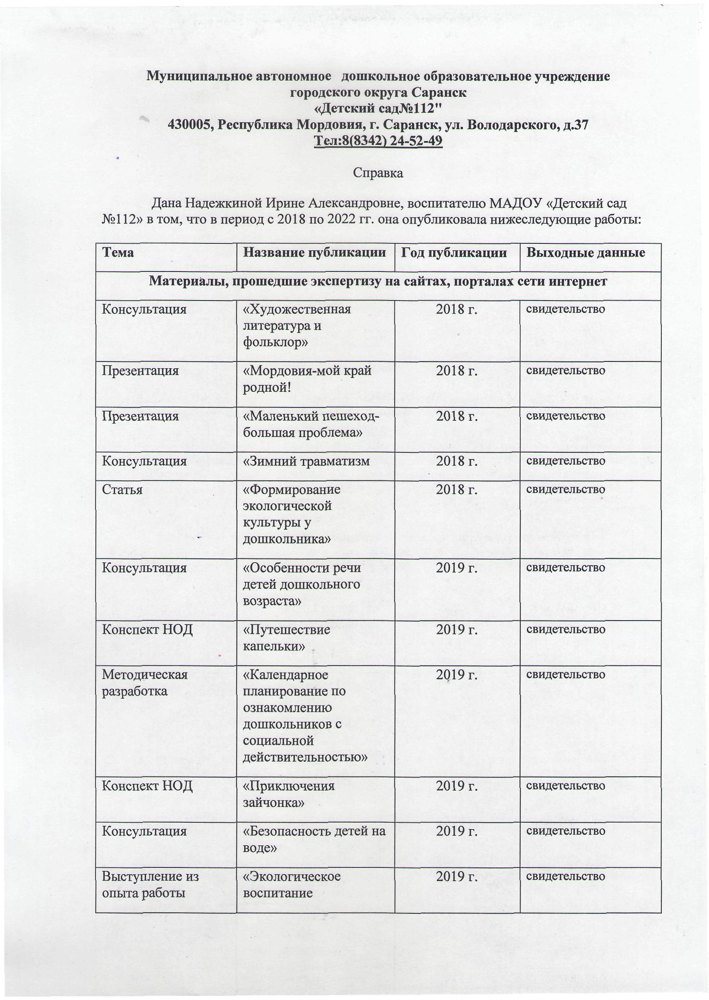 Муниципальное автономное   дошкольное образовательное учреждение
городского округа Саранск
«Детский сад№112"
430005, Республика Мордовия, г. Саранск, ул. Володарского, д.37
Тел:8(8342) 24-52-49
Справка
Дана Надежкиной Ирине Александровне, воспитателю МАДОУ «Детский сад
№112» в том, что в период с 2018 по 2022 гг. она опубликовала нижеследующие работы:
Тема Название публикации Год публикации Выходные данные
Материалы, прошедшие экспертизу на сайтах, порталах сети интернет
Консультация «Художественная 2018 г. свидетельство
литература и
фольклор»
Презентация «Мордовия-мой край 2018 г. свидетельство
родной!
Презентация «Маленький пешеход- 2018 г. свидетельство
большая проблема»
Консультация «Зимний травматизм 2018 г. свидетельство
Статья «Формирование 2018 г. свидетельство
экологической
культуры у
дошкольника»
Консультация «Особенности речи 2019 г. свидетельство
детей дошкольного
возраста»
Конспект НОД «Путешествие 2019 г. свидетельство
капельки»
Методическая «Календарное 2019 г. свидетельство
разработка планирование по
ознакомлению
дошкольников с
социальной
действительностью»
Конспект НОД «Приключения 2019 г. свидетельство
зайчонка»
Консультация «Безопасность детей на 2019 г. свидетельство
воде»
Выступление из «Экологическое 2019 г. свидетельство
опыта работы воспитание